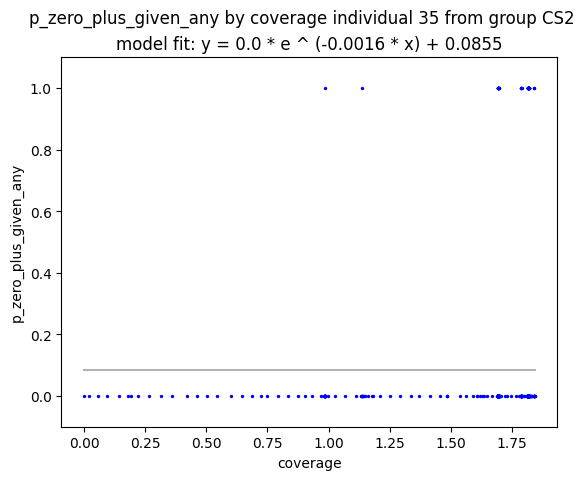 p_zero_plus_given_any by coverage individual 35 from group CS2
model fit: y = 0.0 * e ^ (-0.0016 * x) + 0.0855
1.0
0.8
0.6
0.4
0.2
0.0
p_zero_plus_given_any
0.00 0.25 0.50 0.75 1.00 1.25 1.50 1.75
coverage